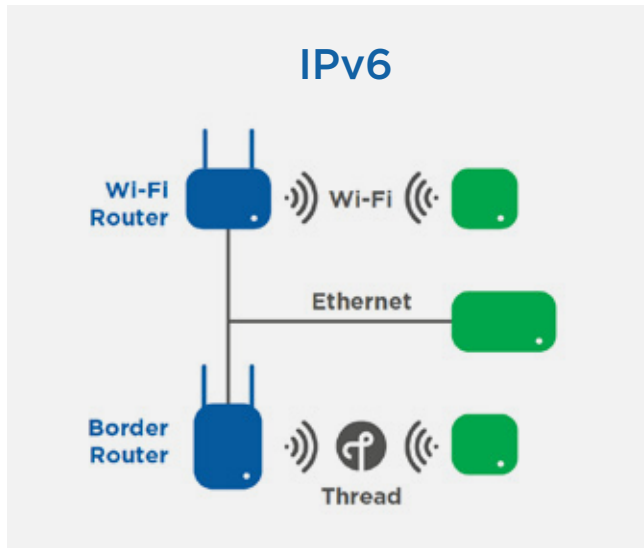 IPv6
Wi-Fi
Router
Wi-Fi
Ethernet
Border
Router
Thread